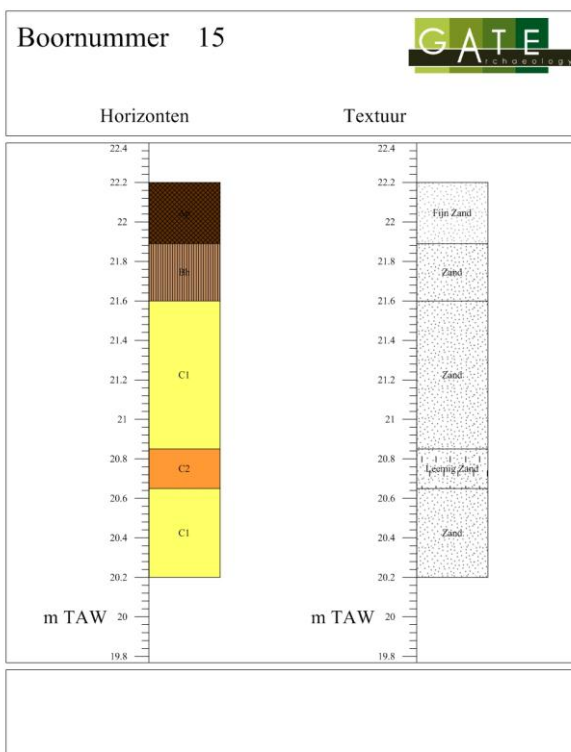 Boornummer 15
GATE
rchaeology
Horizonten
Textuur
22.4
22.2
22
21.8
21.6
21.4
21.2
21
20.8
20.6
20.4
20.2
20
19.8
m TAW
Ap
Bh
C1
C2
C1
22.4
22.2
22
21.8
21.6
21.4
21.2
21
20.8
20.6
20.4
20.2
20
19.8
m TAW
Fijn Zand
Zand
Zand
Lemig Zand
Zand